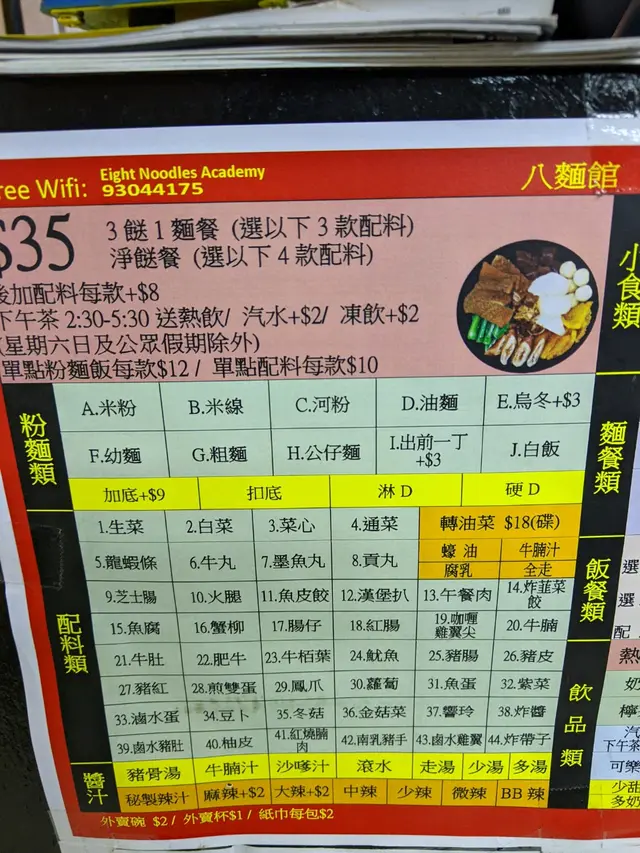 ree Wifi: Eight Noodles Academy
93044175
八麵館
$35
3餸1麵餐 (選以下3款配料)
淨餸餐 (選以下4款配料)
後加配料每款+$8
下午茶 2:30-5:30 送熱飲/ 汽水+$2/ 凍飲+$2
(星期六日及公眾假期除外)
單點粉麵飯每款$12 / 單點配料每款$10
粉麵類
A.米粉 B.米線 C.河粉 D.油麵 E.烏冬+$3
F.幼麵 G.粗麵 H.公仔麵 I.出前一丁+$3 J.白飯
加底+$9 扣底 淋D 硬D
配料類
1.生菜 2.白菜 3.菜心 4.通菜 轉油菜 $18(碟)
5.龍蝦條 6.牛丸 7.墨魚丸 8.貢丸 蠔油 牛腩汁
腐乳 全走
9.芝士腸 10.火腿 11.魚皮餃 12.漢堡扒 13.午餐肉 14.炸韮菜餃
15.魚腐 16.蟹柳 17.腸仔 18.紅腸 19.咖喱雞翼尖 20.牛腩
21.牛肚 22.肥牛 23.牛栢葉 24.魷魚 25.豬腸 26.豬皮
27.豬紅 28.煎雙蛋 29.鳳爪 30.蘿蔔 31.魚蛋 32.紫菜
33.滷水蛋 34.豆卜 35.冬菇 36.金菇菜 37.響玲 38.炸醬
39.鹵水豬肚 40.柚皮 41.紅燒腩肉 42.南乳豬手 43.鹵水雞翼 44.炸帶子
醬汁
豬骨湯 牛腩汁 沙嗲汁 滾水 走湯 少湯 多湯
秘製辣汁 麻辣+$2 大辣+$2 中辣 少辣 微辣 BB辣
外賣碗 $2 / 外賣杯$1 / 紙巾每包$2
小食類
麵餐類
飯餐類
選
選
配
飲品類
熱
奶
檸
汽
下午茶
可樂
少甜
多奶